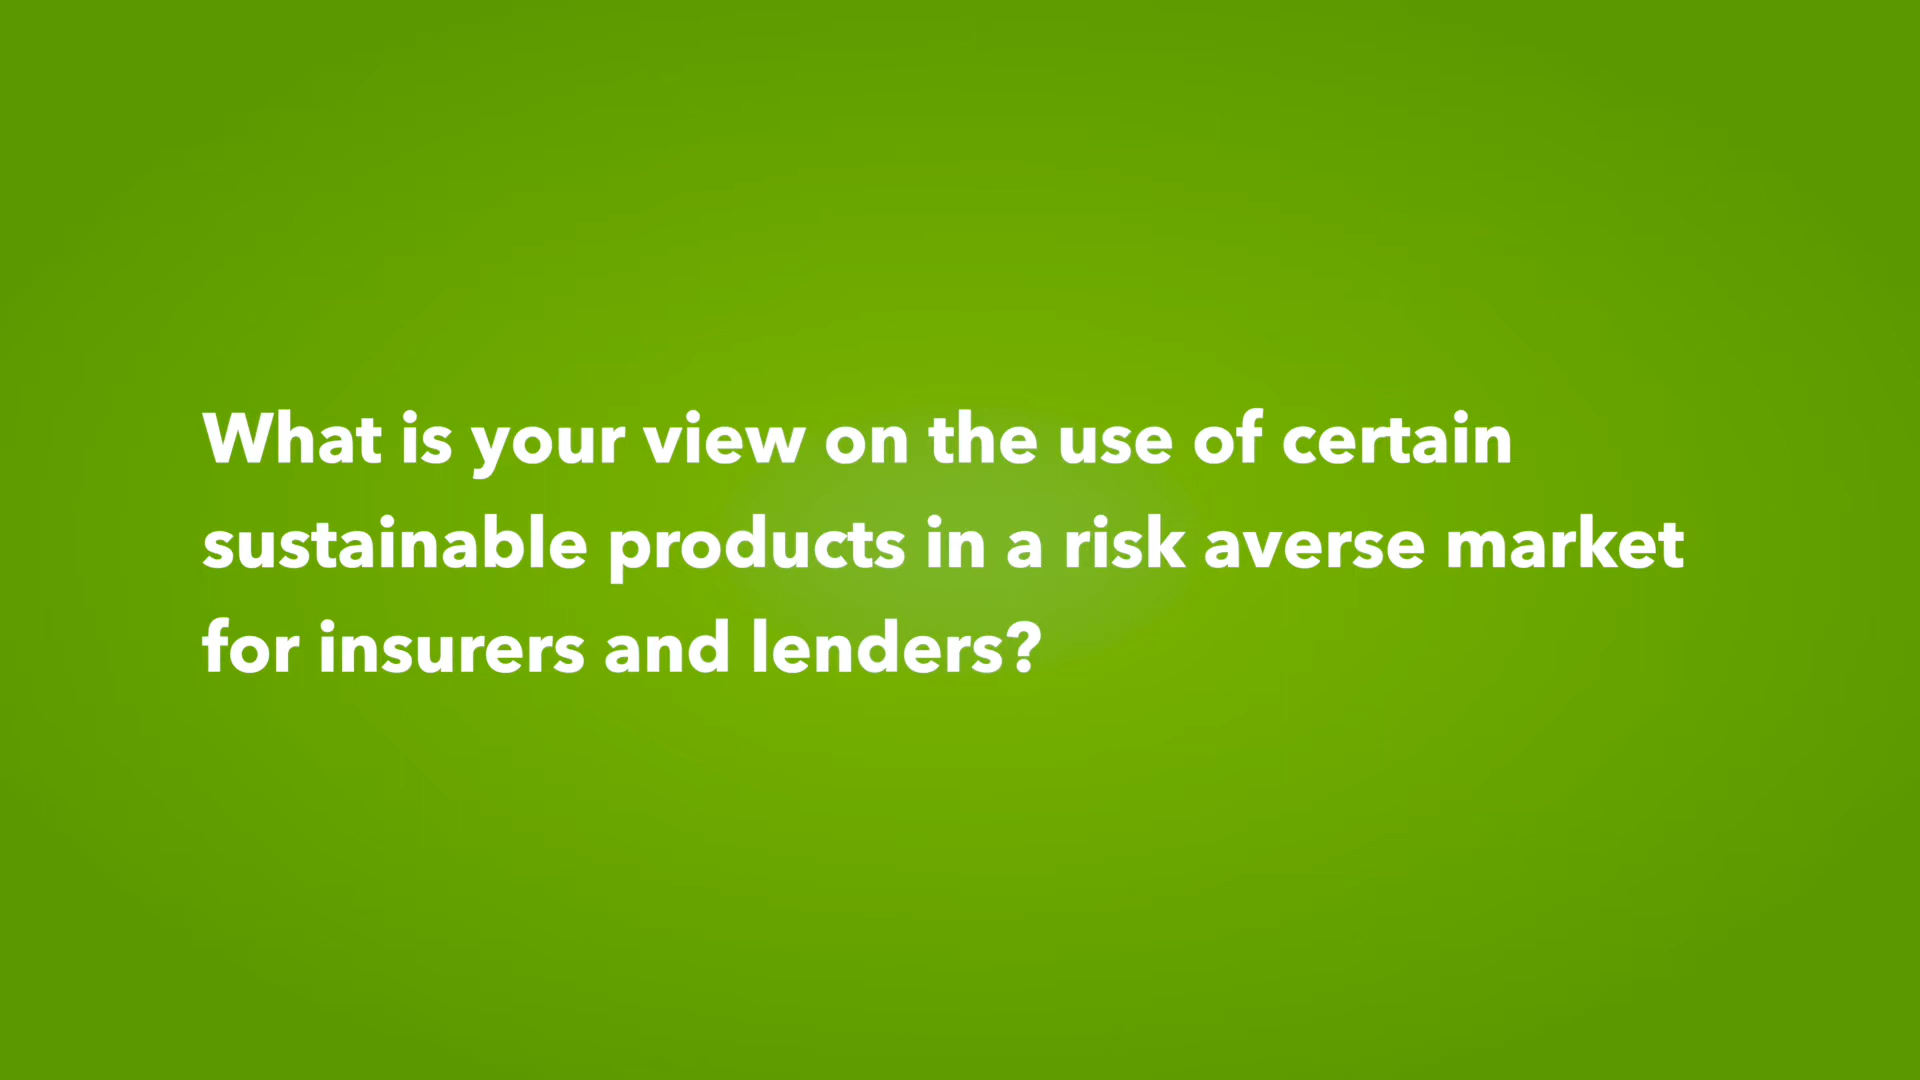 What is your view on the use of certain
sustainable products in a risk averse market
for insurers and lenders?